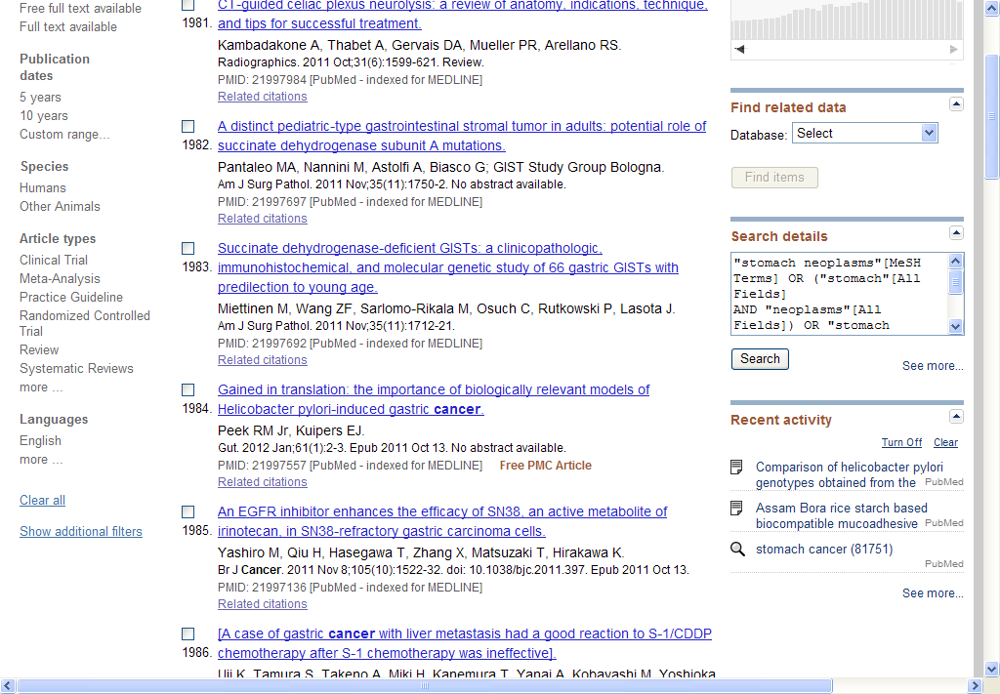 Free full text available
Full text available
Publication
dates
5 years
10 years
Custom range...
Species
Humans
Other Animals
Article types
Clinical Trial
Meta-Analysis
Practice Guideline
Randomized Controlled
Trial
Review
Systematic Reviews
more ...
Languages
English
more ...
Clear all
Show additional filters
CT-guided celiac plexus neurolysis: a review of anatomy, indications, technique,
1981. and tips for successful treatment.
Kambadakone A, Thabet A, Gervais DA, Mueller PR, Arellano RS.
Radiographics. 2011 Oct;31(6):1599-621. Review.
PMID: 21997984 [PubMed - indexed for MEDLINE]
Related citations
A distinct pediatric-type gastrointestinal stromal tumor in adults: potential role of
1982. succinate dehydrogenase subunit A mutations.
Pantaleo MA, Nannini M, Astolfi A, Biasco G; GIST Study Group Bologna.
Am J Surg Pathol. 2011 Nov;35(11):1750-2. No abstract available.
PMID: 21997697 [PubMed - indexed for MEDLINE]
Related citations
Succinate dehydrogenase-deficient GISTs: a clinicopathologic,
1983. immunohistochemical, and molecular genetic study of 66 gastric GISTs with
predilection to young age.
Miettinen M, Wang ZF, Sarlomo-Rikala M, Osuch C, Rutkowski P, Lasota J.
Am J Surg Pathol. 2011 Nov;35(11):1712-21.
PMID: 21997692 [PubMed - indexed for MEDLINE]
Related citations
Gained in translation: the importance of biologically relevant models of
1984. Helicobacter pylori-induced gastric cancer.
Peek RM Jr, Kuipers EJ.
Gut. 2012 Jan;61(1):2-3. Epub 2011 Oct 13. No abstract available.
PMID: 21997557 [PubMed - indexed for MEDLINE] Free PMC Article
Related citations
An EGFR inhibitor enhances the efficacy of SN38, an active metabolite of
1985. irinotecan, in SN38-refractory gastric carcinoma cells.
Yashiro M, Qiu H, Hasegawa T, Zhang X, Matsuzaki T, Hirakawa K.
Br J Cancer. 2011 Nov 8;105(10):1522-32. doi: 10.1038/bjc.2011.397. Epub 2011 Oct 13.
PMID: 21997136 [PubMed - indexed for MEDLINE]
Related citations
[A case of gastric cancer with liver metastasis had a good reaction to S-1/CDDP
1986. chemotherapy after S-1 chemotherapy was ineffective].
Uji K, Tamura S, Takeno A, Miki H, Kanemura T, Yanai A, Kobayashi M, Yoshioka
Find related data
Database: Select
Find items
Search details
"stomach neoplasms"[MeSH
Terms] OR ("stomach"[All
Fields]
AND "neoplasms"[All
Fields]) OR "stomach
Search
See more...
Recent activity
Turn Off Clear
Comparison of helicobacter pylori
genotypes obtained from the PubMed
Assam Bora rice starch based
biocompatible mucoadhesive PubMed
stomach cancer (81751)
PubMed
See more...